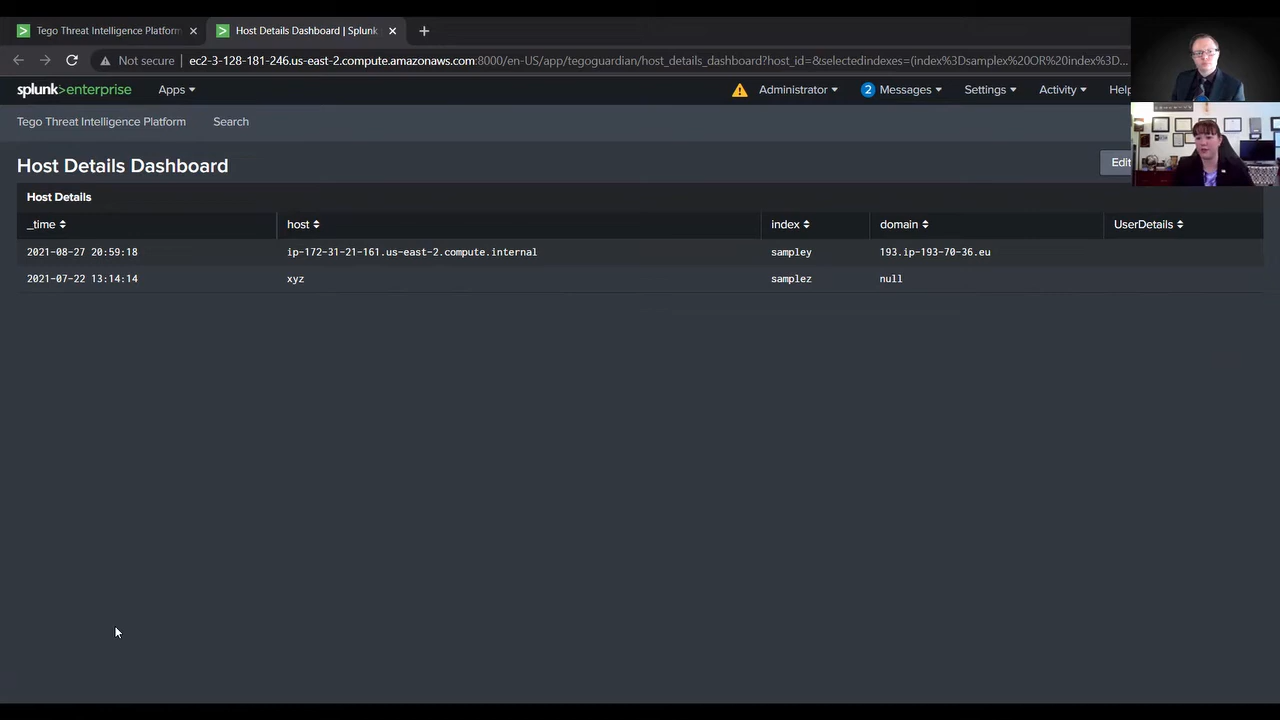 Tego Threat Intelligence Platform
Host Details Dashboard | Splunk
Not secure
ec2-3-128-181-246.us-east-2.compute.amazonaws.com:8000/en-US/app/tegoguardian/host_details_dashboard?host_id=&selectedindexes=(index%3Dsamplex%20OR%20index%3D...
splunk>enterprise Apps Administrator 2 Messages Settings Activity Help
Tego Threat Intelligence Platform Search
Host Details Dashboard Edit
Host Details
_time host index domain UserDetails
2021-08-27 20:59:18 ip-172-31-21-161.us-east-2.compute.internal sampley 193.ip-193-70-36.eu
2021-07-22 13:14:14 xyz samplez null